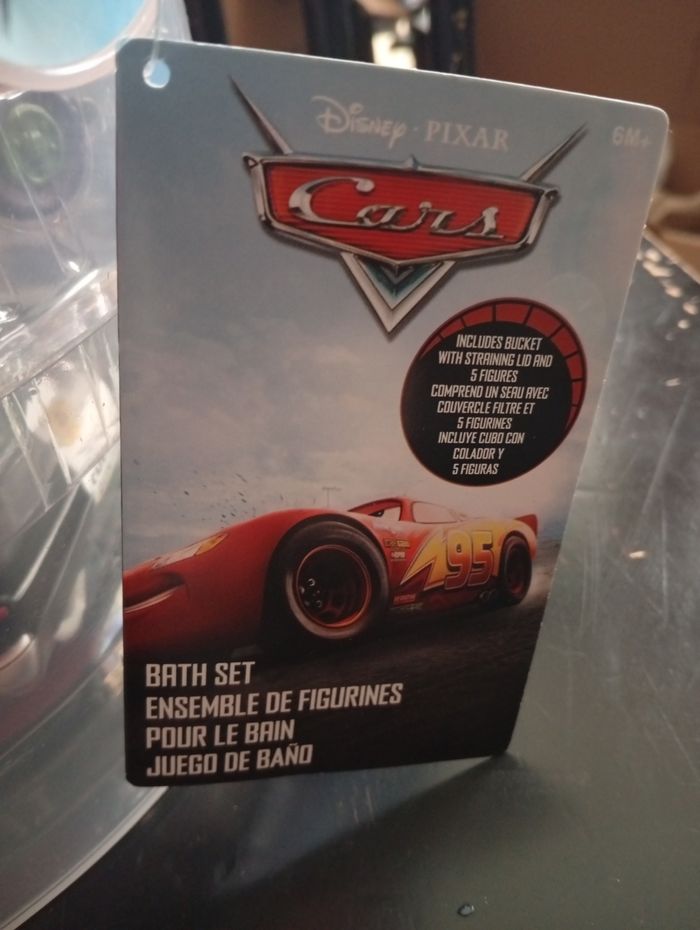 Disney · PIXAR
6M+
Cars
INCLUDES BUCKET
WITH STRAINING LID AND
5 FIGURES
COMPREND UN SEAU AVEC
COUVERCLE FILTRE ET
5 FIGURINES
INCLUYE CUBO CON
COLADOR Y
5 FIGURAS
95
BATH SET
ENSEMBLE DE FIGURINES
POUR LE BAIN
JUEGO DE BAÑO